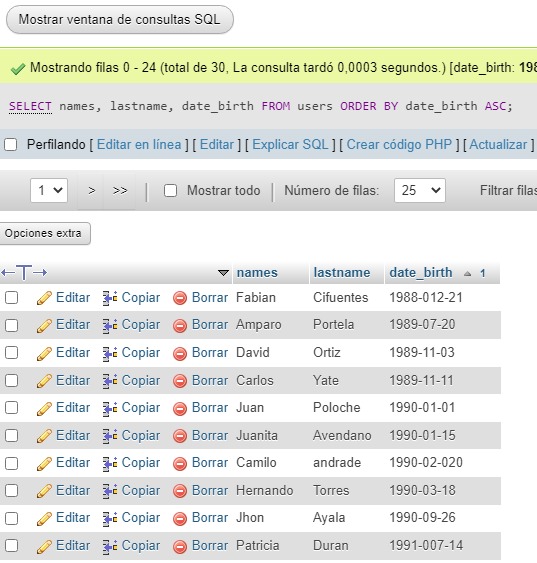 Mostrar ventana de consultas SQL
Mostrando filas 0 - 24 (total de 30, La consulta tardó 0,0003 segundos.) [date_birth: 198
SELECT names, lastname, date_birth FROM users ORDER BY date_birth ASC;
Perfilando [ Editar en línea ] [ Editar ] [ Explicar SQL ] [ Crear código PHP ] [ Actualizar ]
1 > >> Mostrar todo Número de filas: 25 Filtrar filas
Opciones extra
←T→ names lastname date_birth 1
Editar Copiar Borrar Fabian Cifuentes 1988-012-21
Editar Copiar Borrar Amparo Portela 1989-07-20
Editar Copiar Borrar David Ortiz 1989-11-03
Editar Copiar Borrar Carlos Yate 1989-11-11
Editar Copiar Borrar Juan Poloche 1990-01-01
Editar Copiar Borrar Juanita Avendano 1990-01-15
Editar Copiar Borrar Camilo andrade 1990-02-020
Editar Copiar Borrar Hernando Torres 1990-03-18
Editar Copiar Borrar Jhon Ayala 1990-09-26
Editar Copiar Borrar Patricia Duran 1991-007-14